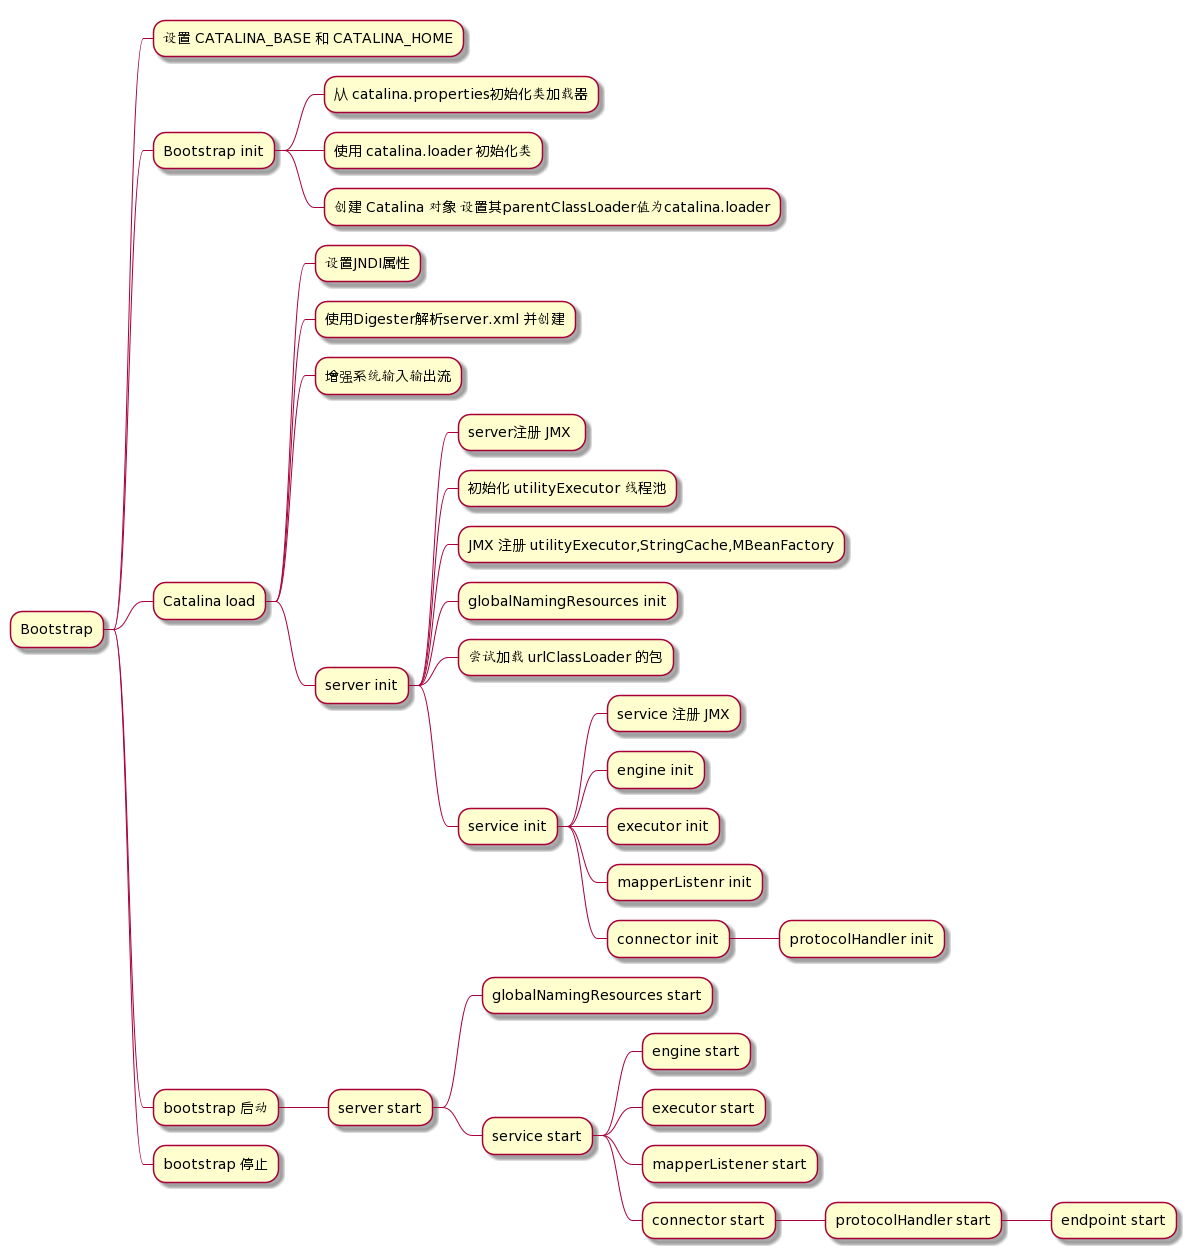 设置 CATALINA_BASE 和 CATALINA_HOME
从 catalina.properties初始化类加载器
Bootstrap init
使用 catalina.loader 初始化类
创建 Catalina 对象 设置其parentClassLoader值为catalina.loader
设置JNDI属性
使用Digester解析server.xml 并创建
增强系统输入输出流
server注册 JMX
初始化 utilityExecutor 线程池
JMX 注册 utilityExecutor,StringCache,MBeanFactory
Catalina load
globalNamingResources init
Bootstrap
尝试加载 urlClassLoader 的包
server init
service 注册 JMX
engine init
service init
executor init
mapperListenr init
connector init
protocolHandler init
globalNamingResources start
engine start
bootstrap 启动
server start
executor start
service start
bootstrap 停止
mapperListener start
connector start
protocolHandler start
endpoint start